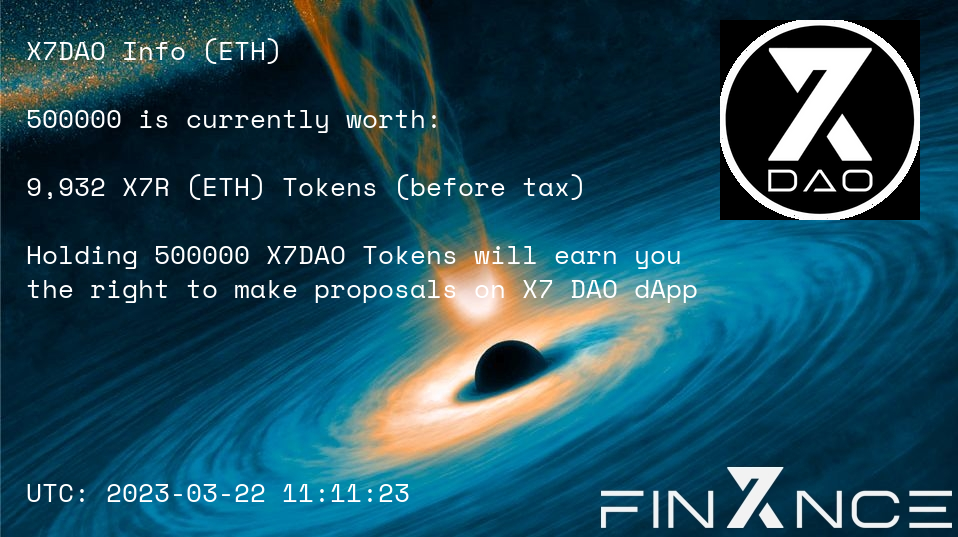 X7DAO Info (ETH)
500000 is currently worth:
9,932 X7R (ETH) Tokens (before tax)
Holding 500000 X7DAO Tokens will earn you
the right to make proposals on X7 DAO dApp
X7
DAO
UTC: 2023-03-22 11:11:23
FINXNCE